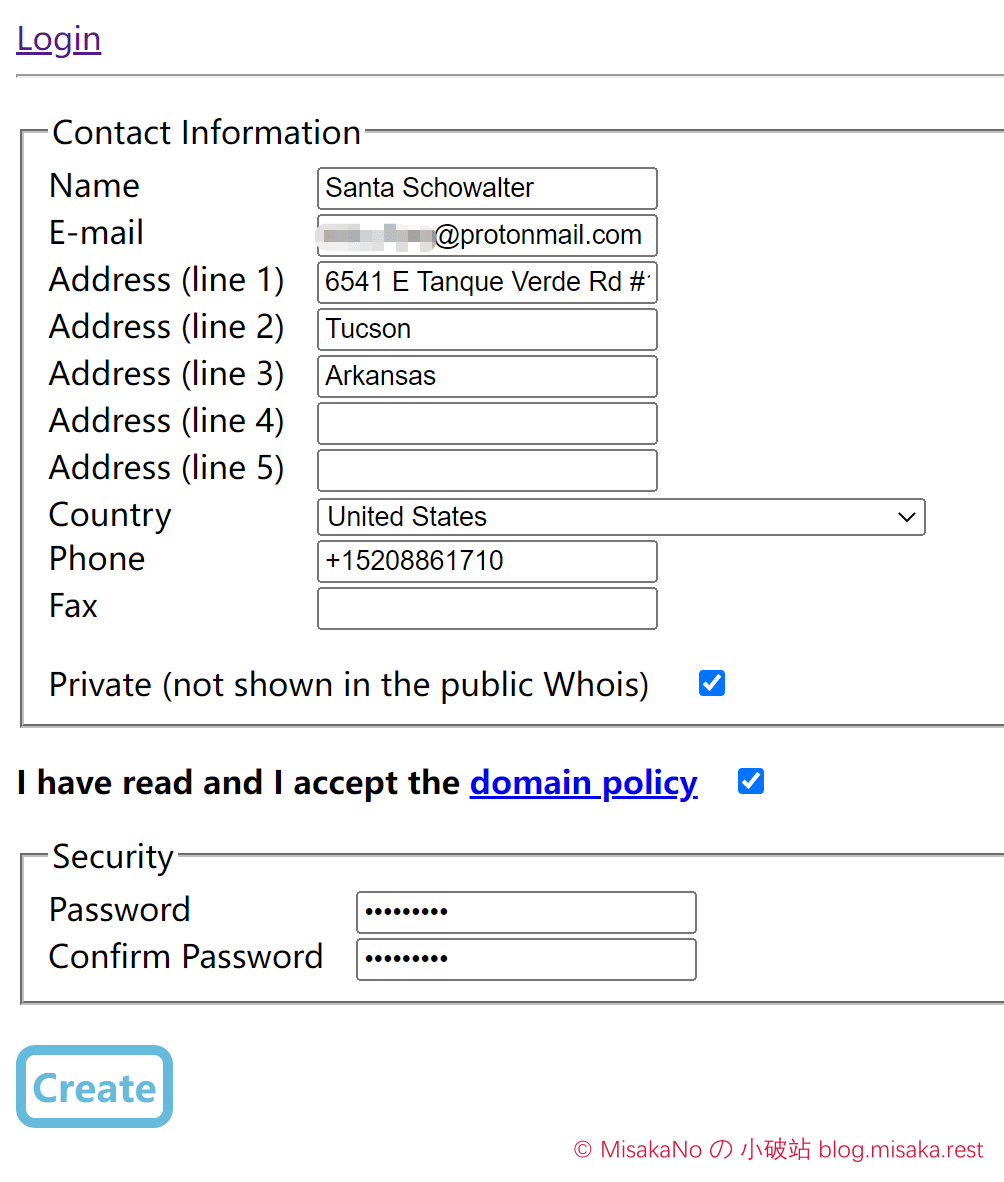 Login
Contact Information
Name Santa Schowalter
E-mail @protonmail.com
Address (line 1) 6541 E Tanque Verde Rd #
Address (line 2) Tucson
Address (line 3) Arkansas
Address (line 4)
Address (line 5)
Country United States
Phone +15208861710
Fax
Private (not shown in the public Whois)
I have read and I accept the domain policy
Security
Password •••••••••
Confirm Password •••••••••
Create
© MisakaNo の 小破站 blog.misaka.rest